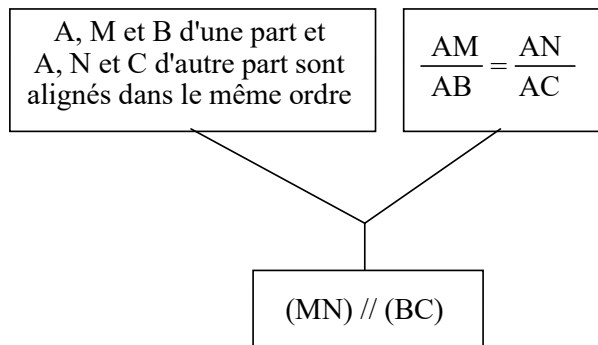 A, M et B d'une part et
A, N et C d'autre part sont
alignés dans le même ordre
AM/AB = AN/AC
(MN) // (BC)